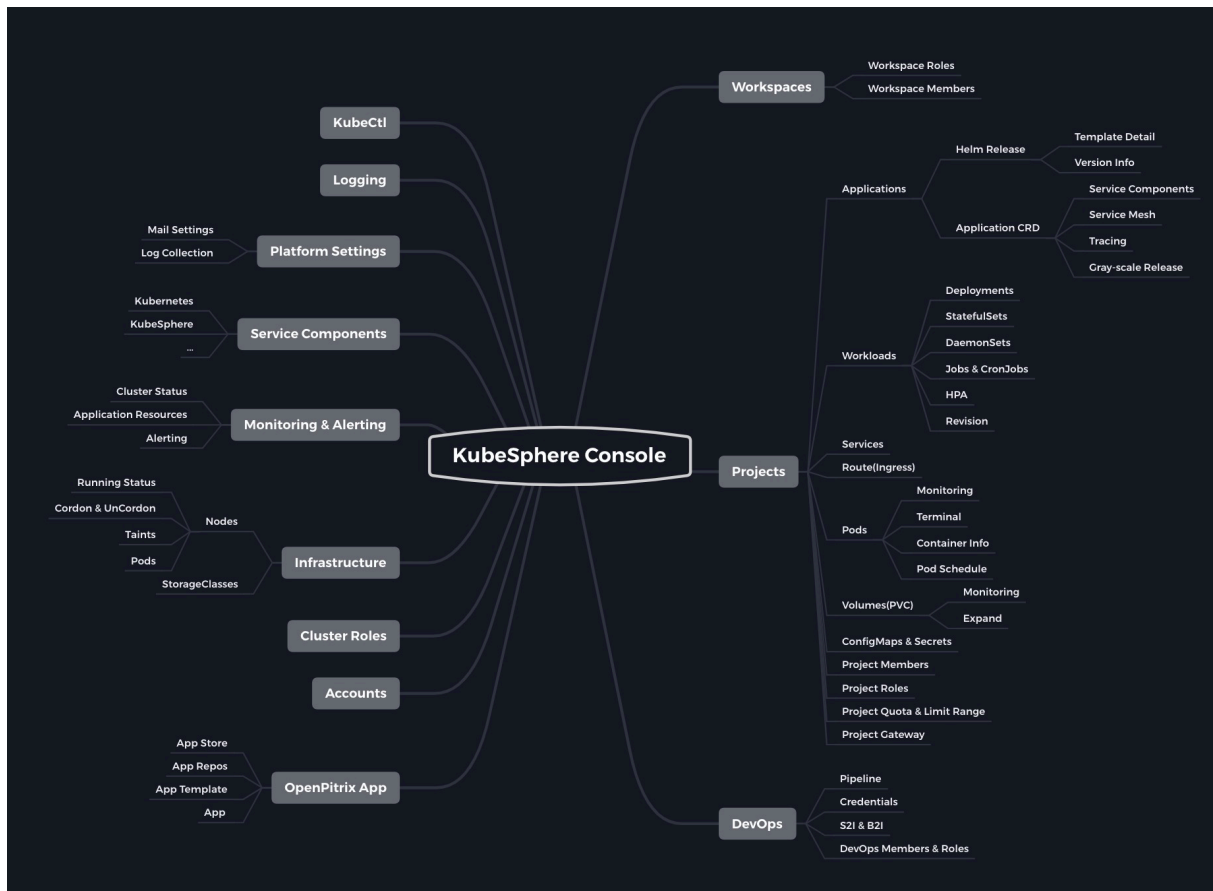 KubeSphere Console
KubeCtl
Logging
Platform Settings
Mail Settings
Log Collection
Service Components
Kubernetes
KubeSphere
...
Monitoring & Alerting
Cluster Status
Application Resources
Alerting
Infrastructure
Nodes
Running Status
Cordon & UnCordon
Taints
Pods
StorageClasses
Cluster Roles
Accounts
OpenPitrix App
App Store
App Repos
App Template
App
Workspaces
Workspace Roles
Workspace Members
Projects
Applications
Helm Release
Template Detail
Version Info
Application CRD
Service Components
Service Mesh
Tracing
Gray-scale Release
Workloads
Deployments
StatefulSets
DaemonSets
Jobs & CronJobs
HPA
Revision
Services
Route(Ingress)
Pods
Monitoring
Terminal
Container Info
Pod Schedule
Volumes(PVC)
Monitoring
Expand
ConfigMaps & Secrets
Project Members
Project Roles
Project Quota & Limit Range
Project Gateway
DevOps
Pipeline
Credentials
S2I & B2I
DevOps Members & Roles